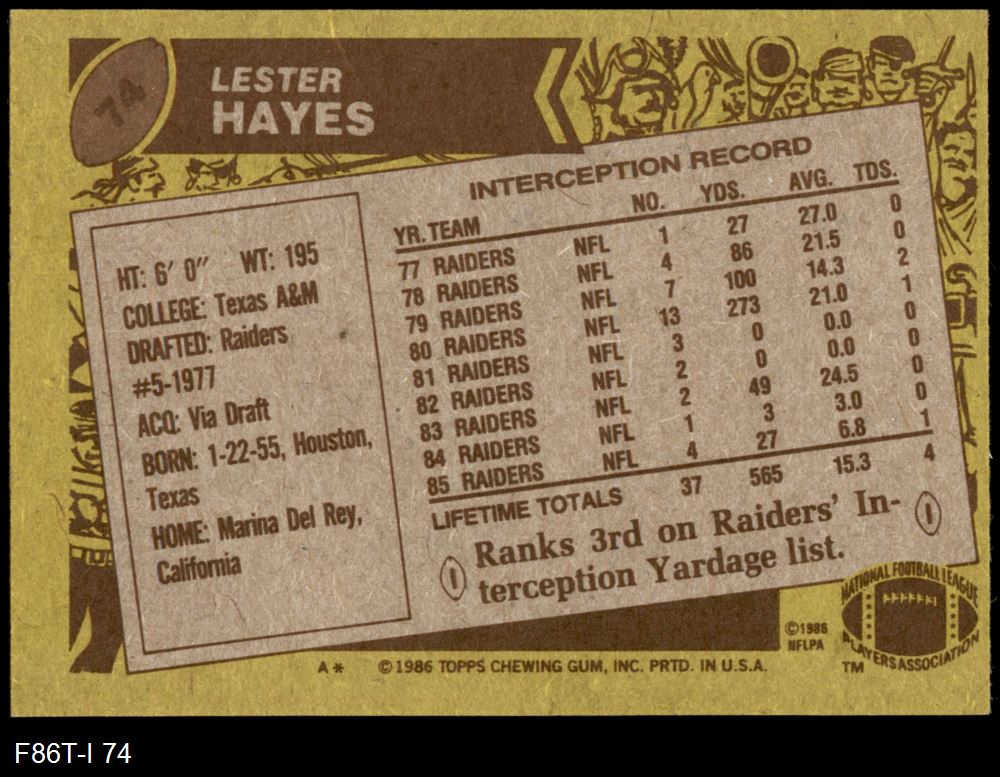 74
LESTER
HAYES
INTERCEPTION RECORD
YR. TEAM NO. YDS. AVG. TDS.
77 RAIDERS NFL 1 27 27.0 0
78 RAIDERS NFL 4 86 21.5 0
79 RAIDERS NFL 7 100 14.3 2
80 RAIDERS NFL 13 273 21.0 1
81 RAIDERS NFL 3 0 0.0 0
82 RAIDERS NFL 2 0 0.0 0
83 RAIDERS NFL 2 49 24.5 0
84 RAIDERS NFL 1 3 3.0 0
85 RAIDERS NFL 4 27 6.8 1
LIFETIME TOTALS 37 565 15.3 4
HT: 6' 0" WT: 195
COLLEGE: Texas A&M
DRAFTED: Raiders
#5-1977
ACQ: Via Draft
BORN: 1-22-55, Houston,
Texas
HOME: Marina Del Rey,
California
Ranks 3rd on Raiders' In-
terception Yardage list.
NATIONAL FOOTBALL LEAGUE
PLAYERS ASSOCIATION
TM
©1986
NFLPA
A* ©1986 TOPPS CHEWING GUM, INC. PRTD. IN U.S.A.
F86T-I 74